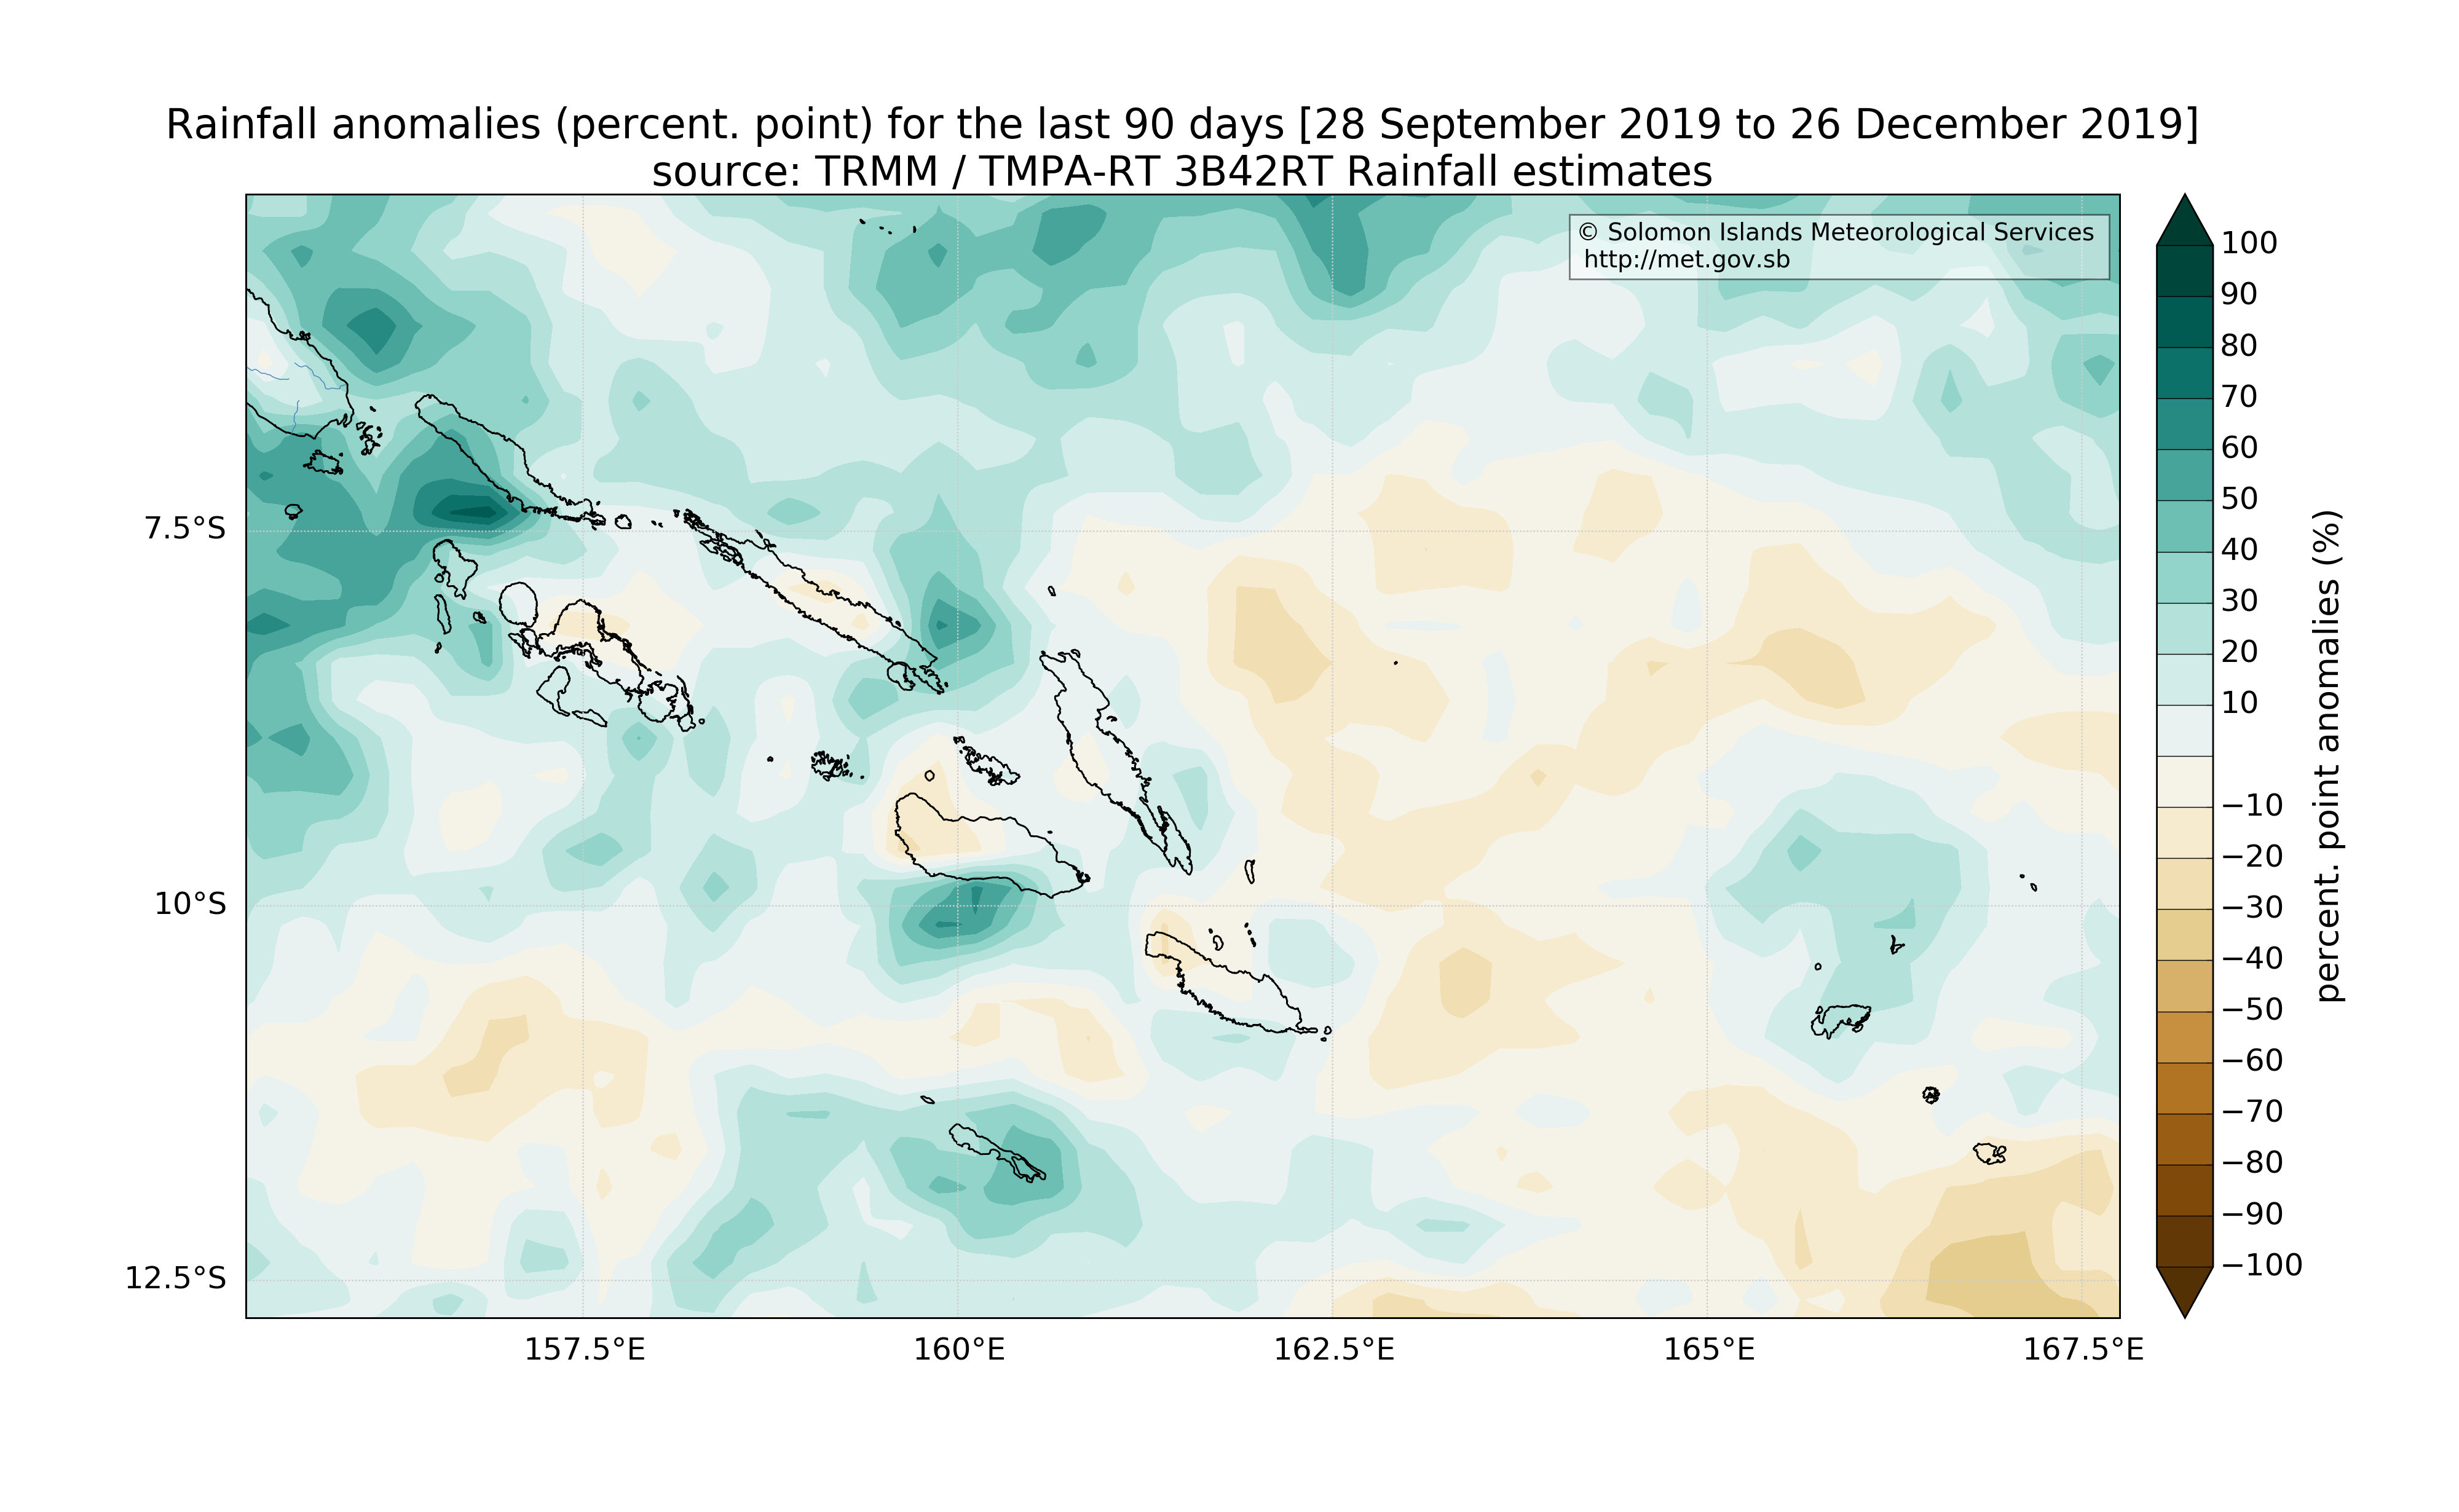 Rainfall anomalies (percent. point) for the last 90 days [28 September 2019 to 26 December 2019]
source: TRMM / TMPA-RT 3B42RT Rainfall estimates
© Solomon Islands Meteorological Services
http://met.gov.sb
7.5°S
10°S
12.5°S
157.5°E
160°E
162.5°E
165°E
167.5°E
100
90
80
70
60
50
40
30
20
10
−10
−20
−30
−40
−50
−60
−70
−80
−90
−100
percent. point anomalies (%)